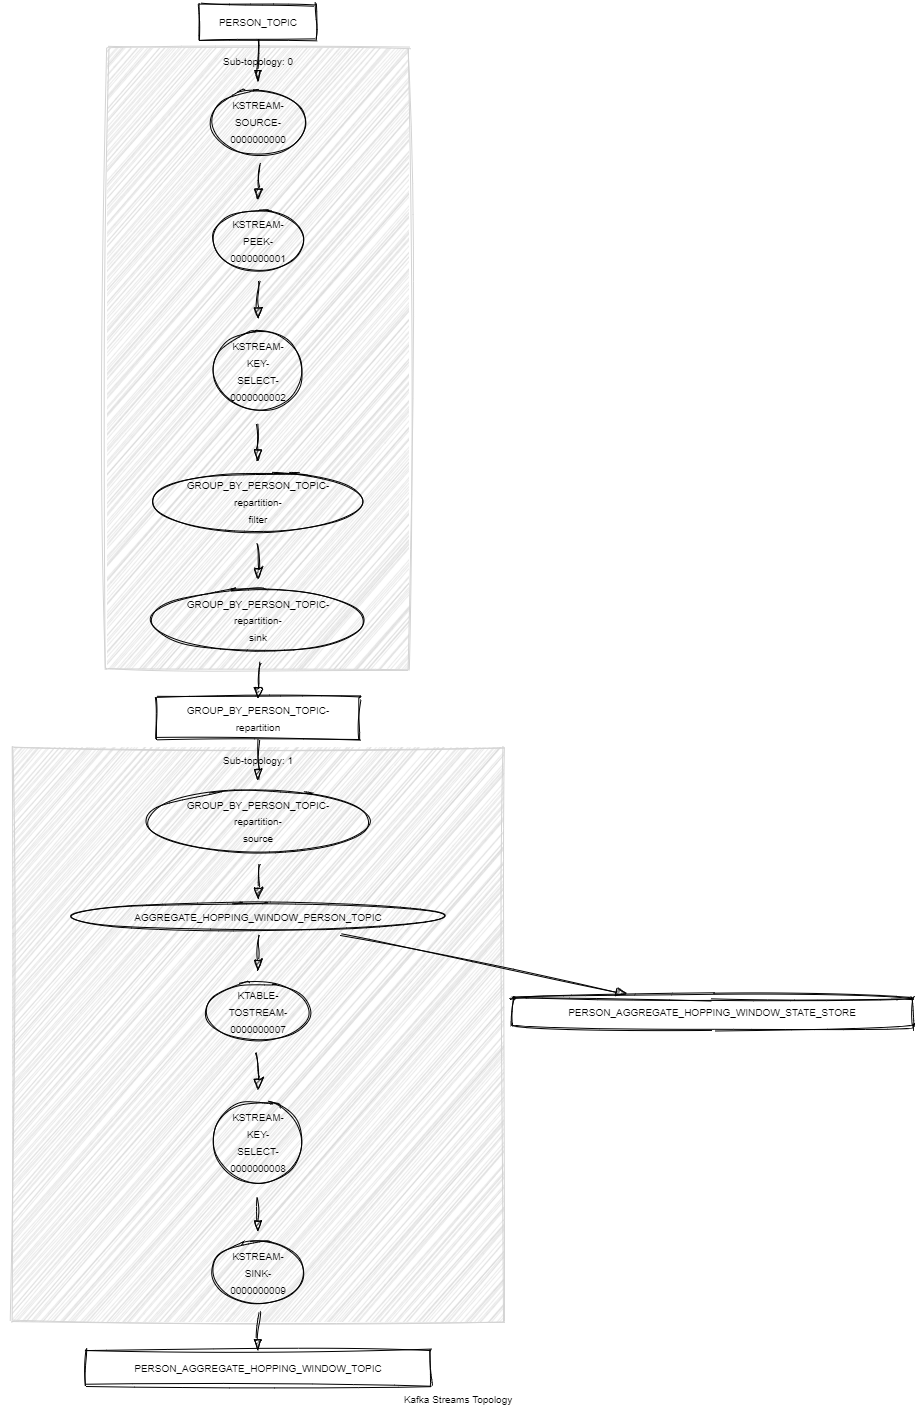 PERSON_TOPIC
Sub-topology: 0
KSTREAM-
SOURCE-
0000000000
KSTREAM-
PEEK-
0000000001
KSTREAM-
KEY-
SELECT-
0000000002
GROUP_BY_PERSON_TOPIC-
repartition-
filter
GROUP_BY_PERSON_TOPIC-
repartition-
sink
GROUP_BY_PERSON_TOPIC-
repartition
Sub-topology: 1
GROUP_BY_PERSON_TOPIC-
repartition-
source
AGGREGATE_HOPPING_WINDOW_PERSON_TOPIC
KTABLE-
TOSTREAM-
0000000007
PERSON_AGGREGATE_HOPPING_WINDOW_STATE_STORE
KSTREAM-
KEY-
SELECT-
0000000008
KSTREAM-
SINK-
0000000009
PERSON_AGGREGATE_HOPPING_WINDOW_TOPIC
Kafka Streams Topology